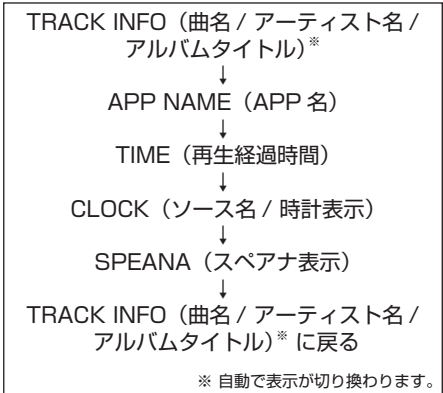 TRACK INFO（曲名 / アーティスト名 /
アルバムタイトル）※
↓
APP NAME（APP 名）
↓
TIME（再生経過時間）
↓
CLOCK（ソース名 / 時計表示）
↓
SPEANA（スペアナ表示）
↓
TRACK INFO（曲名 / アーティスト名 /
アルバムタイトル）※ に戻る
※ 自動で表示が切り換わります。